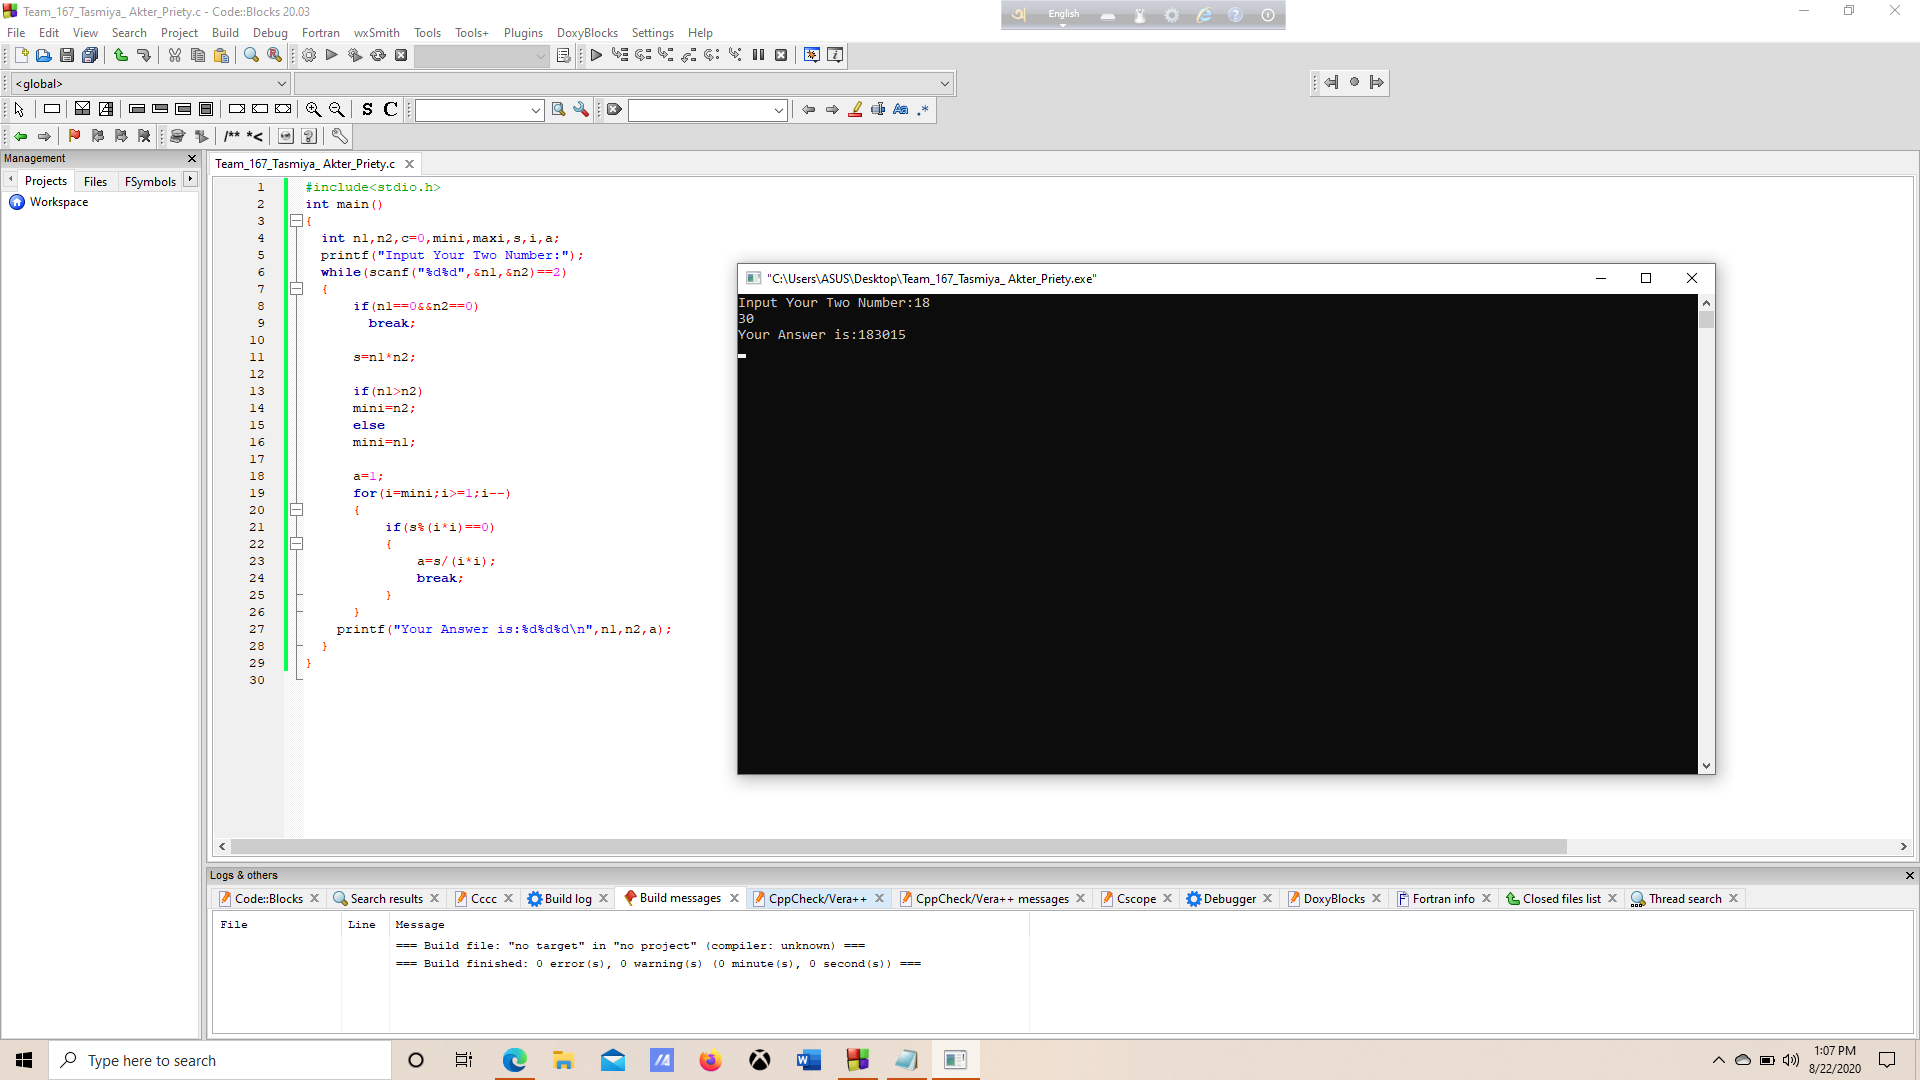 Team_167_Tasmiya_ Akter_Priety.c - Code::Blocks 20.03
English
File Edit View Search Project Build Debug Fortran wxSmith Tools Tools+ Plugins DoxyBlocks Settings Help
<global>
S C
Aa .*
/** *<
Management
Team_167_Tasmiya_ Akter_Priety.c
Projects Files FSymbols
Workspace
1 #include<stdio.h>
2 int main()
3 {
4 int n1,n2,c=0,mini,maxi,s,i,a;
5 printf("Input Your Two Number:");
6 while(scanf("%d%d",&n1,&n2)==2)
7 {
8 if(n1==0&&n2==0)
9 break;
10
11 s=n1*n2;
12
13 if(n1>n2)
14 mini=n2;
15 else
16 mini=n1;
17
18 a=1;
19 for(i=mini;i>=1;i--)
20 {
21 if(s%(i*i)==0)
22 {
23 a=s/(i*i);
24 break;
25 }
26 }
27 printf("Your Answer is:%d%d%d\n",n1,n2,a);
28 }
29 }
30
"C:\Users\ASUS\Desktop\Team_167_Tasmiya_ Akter_Priety.exe"
Input Your Two Number:18
30
Your Answer is:183015
Logs & others
Code::Blocks Search results Cccc Build log Build messages CppCheck/Vera++ CppCheck/Vera++ messages Cscope Debugger DoxyBlocks Fortran info Closed files list Thread search
File Line Message
=== Build file: "no target" in "no project" (compiler: unknown) ===
=== Build finished: 0 error(s), 0 warning(s) (0 minute(s), 0 second(s)) ===
Type here to search
1:07 PM
8/22/2020